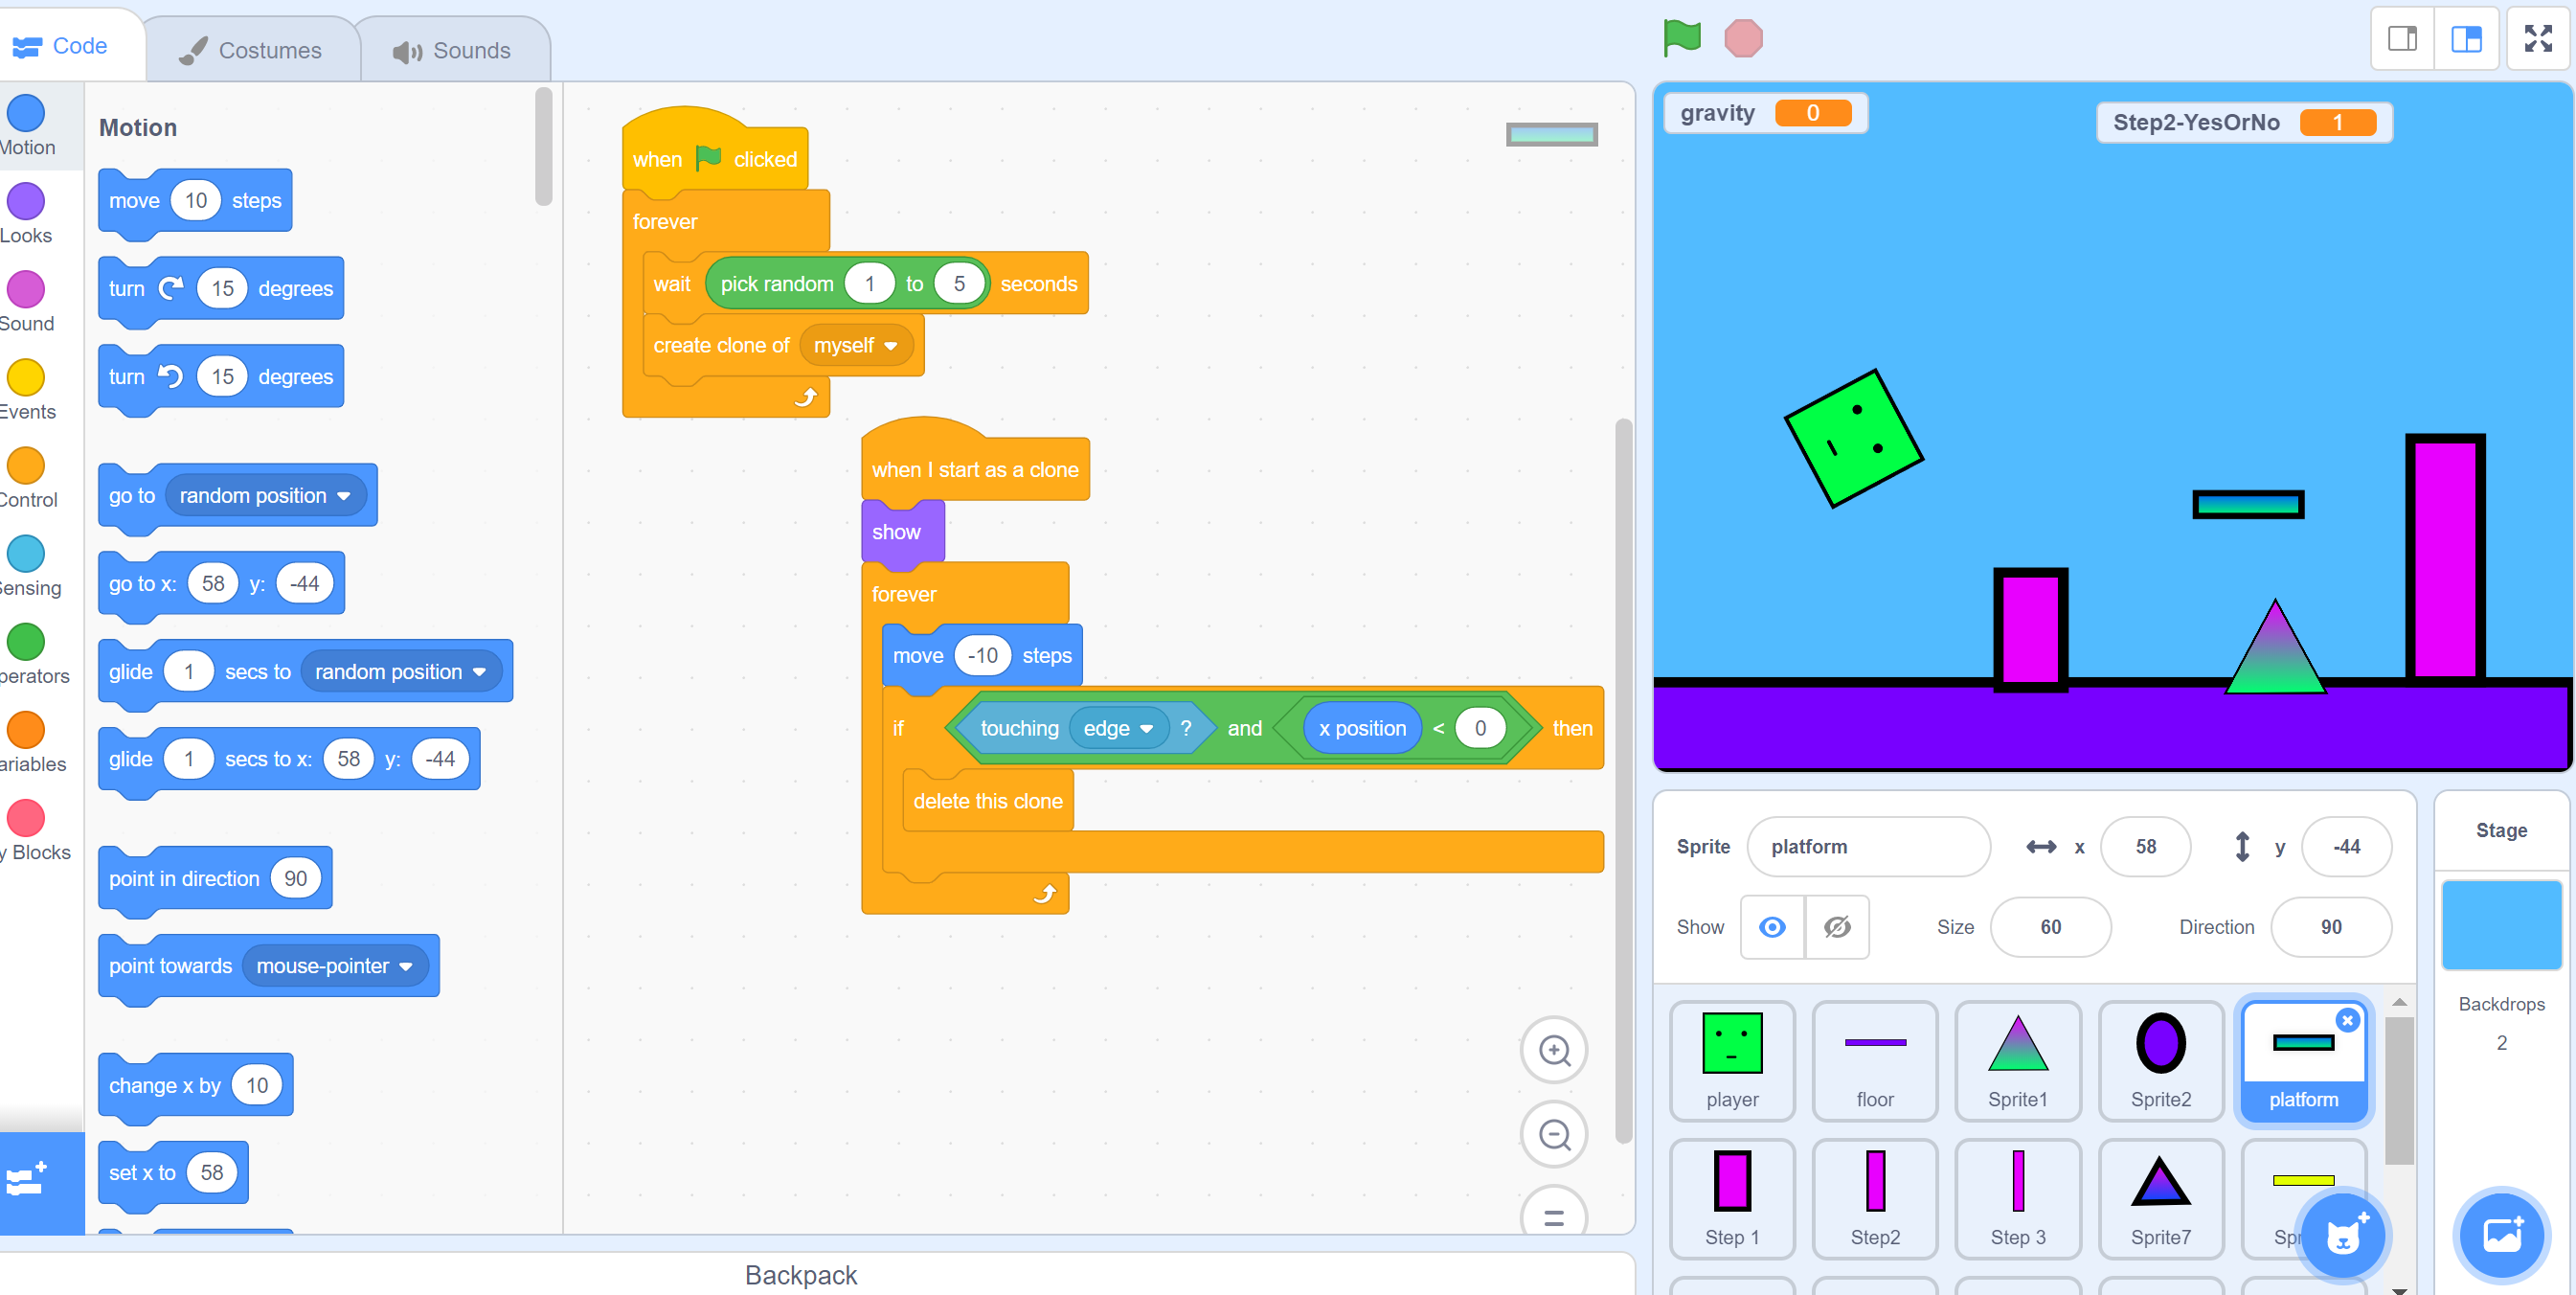 Code
Costumes
Sounds
Motion
Looks
Sound
Events
Control
Sensing
perators
ariables
y Blocks
Motion
move 10 steps
turn 15 degrees
turn 15 degrees
go to random position
go to x: 58 y: -44
glide 1 secs to random position
glide 1 secs to x: 58 y: -44
point in direction 90
point towards mouse-pointer
change x by 10
set x to 58
when clicked
forever
wait pick random 1 to 5 seconds
create clone of myself
when I start as a clone
show
forever
move -10 steps
if touching edge ? and x position < 0 then
delete this clone
Backpack
gravity 0
Step2-YesOrNo 1
Sprite platform x 58 y -44
Show Size 60 Direction 90
player floor Sprite1 Sprite2 platform
Step 1 Step2 Step 3 Sprite7 Spr
Stage
Backdrops
2